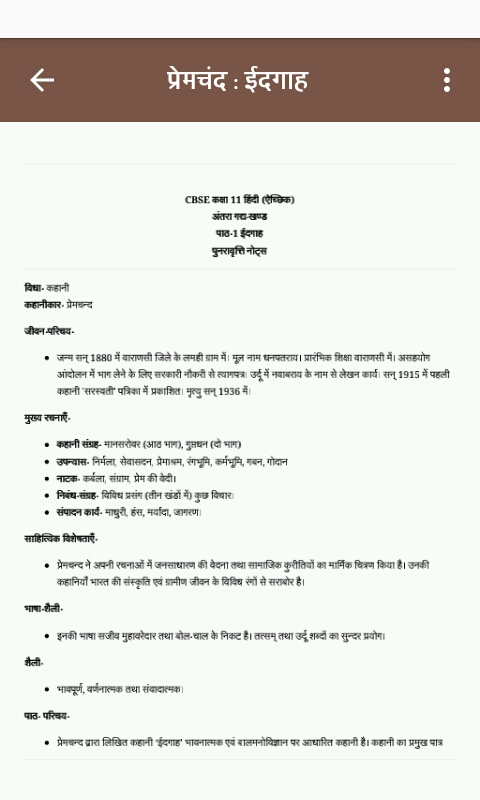 प्रेमचंद : ईदगाह
CBSE कक्षा 11 हिंदी (ऐच्छिक)
अंतरा गद्य-खण्ड
पाठ-1 ईदगाह
पुनरावृत्ति नोट्स
विधा- कहानी
कहानीकार- प्रेमचन्द
जीवन-परिचय-
• जन्म सन् 1880 में वाराणसी जिले के लमही ग्राम में। मूल नाम धनपतराय। प्रारंभिक शिक्षा वाराणसी में। असहयोग
आंदोलन में भाग लेने के लिए सरकारी नौकरी से त्यागपत्र। उर्दू में नवाबराय के नाम से लेखन कार्य। सन् 1915 में पहली
कहानी 'सरस्वती' पत्रिका में प्रकाशित। मृत्यु सन् 1936 में।
मुख्य रचनाएँ-
• कहानी संग्रह- मानसरोवर (आठ भाग), गुप्तधन (दो भाग)
• उपन्यास- निर्मला, सेवासदन, प्रेमाश्रम, रंगभूमि, कर्मभूमि, गबन, गोदान
• नाटक- कर्बला, संग्राम, प्रेम की वेदी।
• निबंध-संग्रह- विविध प्रसंग (तीन खंडों में) कुछ विचार।
• संपादन कार्य- माधुरी, हंस, मर्यादा, जागरण।
साहित्यिक विशेषताएँ-
• प्रेमचन्द ने अपनी रचनाओं में जनसाधारण की वेदना तथा सामाजिक कुरीतियों का मार्मिक चित्रण किया है। उनकी
कहानियाँ भारत की संस्कृति एवं ग्रामीण जीवन के विविध रंगों से सराबोर है।
भाषा-शैली-
• इनकी भाषा सजीव मुहावरेदार तथा बोल-चाल के निकट है। तत्सम् तथा उर्दू शब्दों का सुन्दर प्रयोग।
शैली-
• भावपूर्ण, वर्णनात्मक तथा संवादात्मक।
पाठ- परिचय-
• प्रेमचन्द द्वारा लिखित कहानी 'ईदगाह' भावनात्मक एवं बालमनोविज्ञान पर आधारित कहानी है। कहानी का प्रमुख पात्र